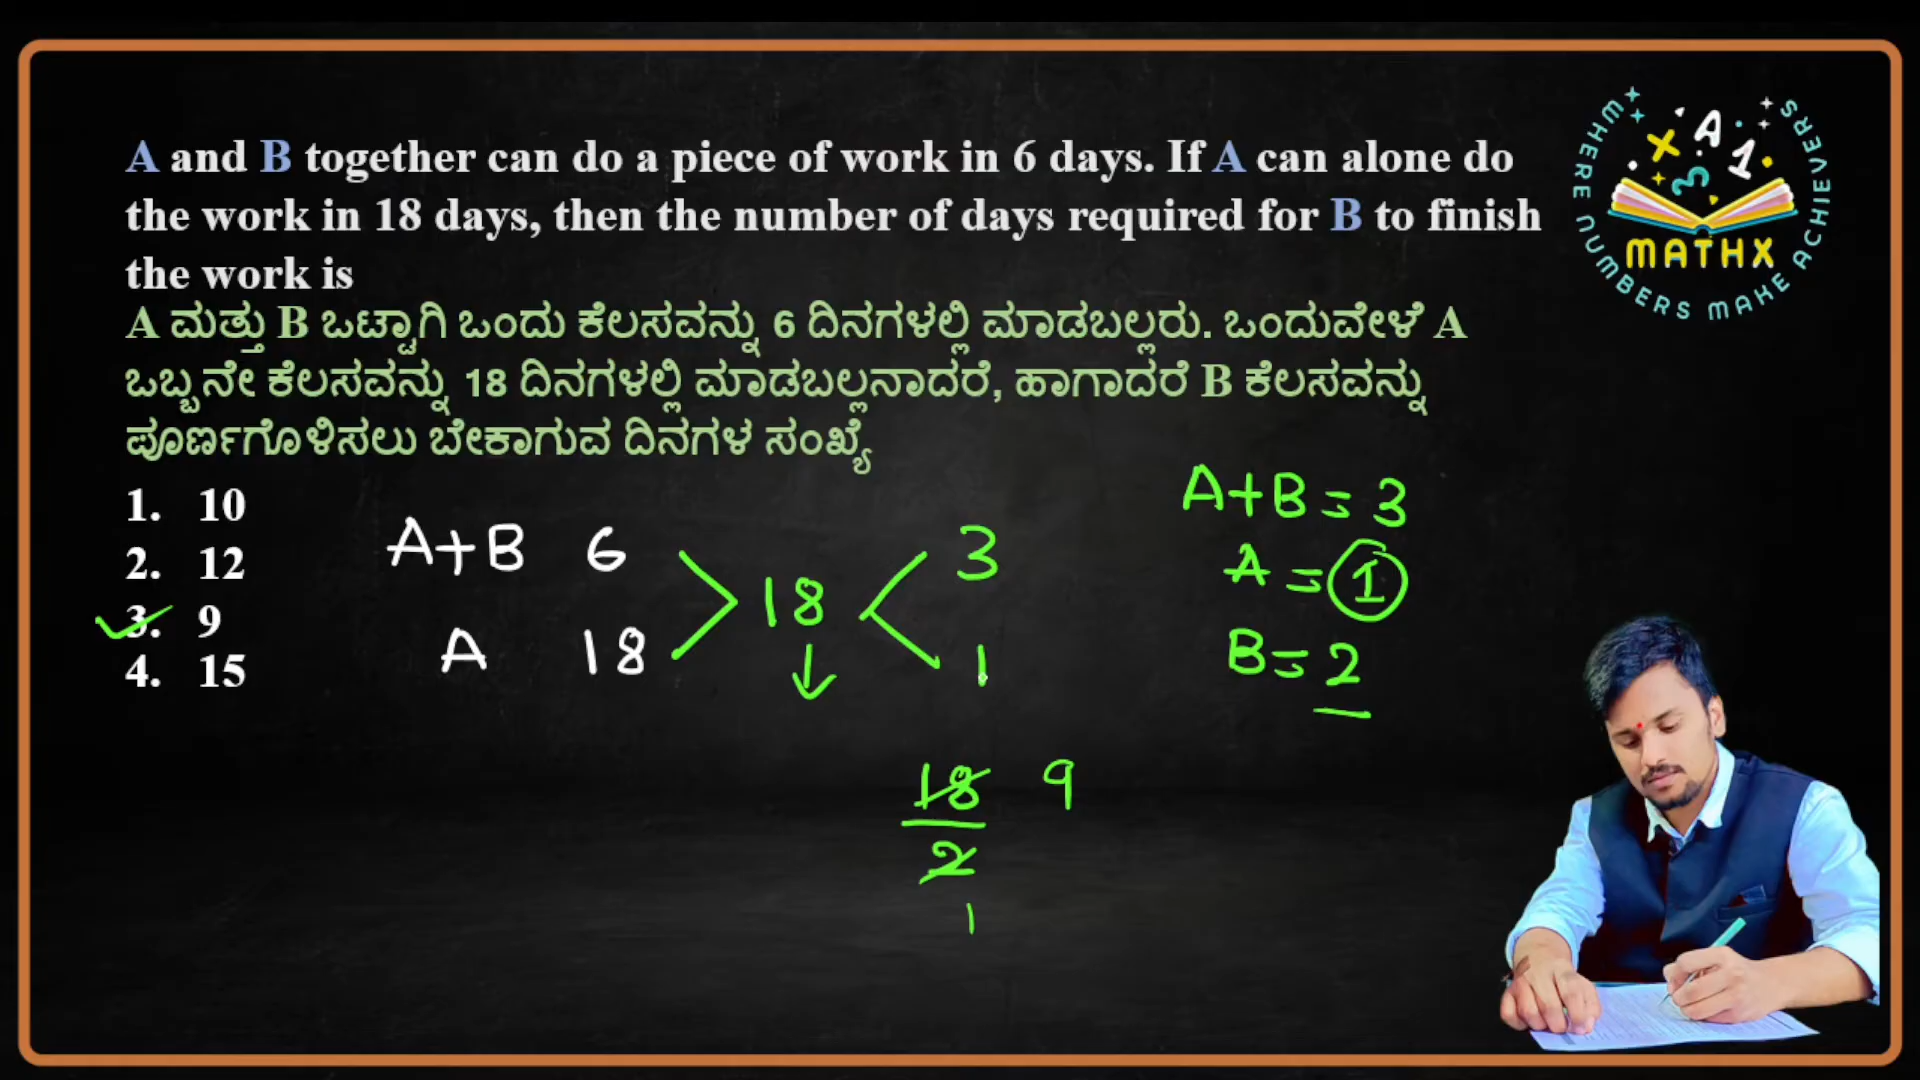 A and B together can do a piece of work in 6 days. If A can alone do
the work in 18 days, then the number of days required for B to finish
the work is
A ಮತ್ತು B ಒಟ್ಟಾಗಿ ಒಂದು ಕೆಲಸವನ್ನು 6 ದಿನಗಳಲ್ಲಿ ಮಾಡಬಲ್ಲರು. ಒಂದುವೇಳೆ A
ಒಬ್ಬನೇ ಕೆಲಸವನ್ನು 18 ದಿನಗಳಲ್ಲಿ ಮಾಡಬಲ್ಲನಾದರೆ, ಹಾಗಾದರೆ B ಕೆಲಸವನ್ನು
ಪೂರ್ಣಗೊಳಿಸಲು ಬೇಕಾಗುವ ದಿನಗಳ ಸಂಖ್ಯೆ
1. 10
2. 12
3. 9
4. 15
A+B 6
A 18
18
3
1
A+B=3
A=1
B=2
18 9
2
1
WHERE NUMBERS MAKE ACHIEVERS
X A 3 1
MATHX